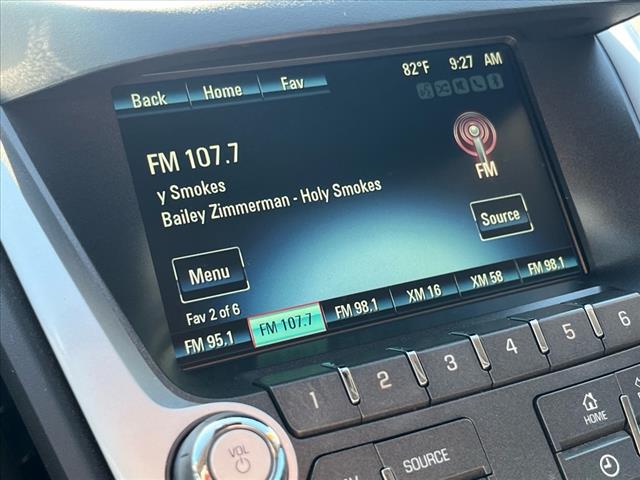 Back Home Fav 82°F 9:27 AM
FM 107.7
FM
y Smokes
Bailey Zimmerman - Holy Smokes
Source
Menu
Fav 2 of 6
FM 95.1 FM 107.7 FM 98.1 XM 16 XM 58 FM 98.1
1 2 3 4 5 6
HOME
VOL
SOURCE